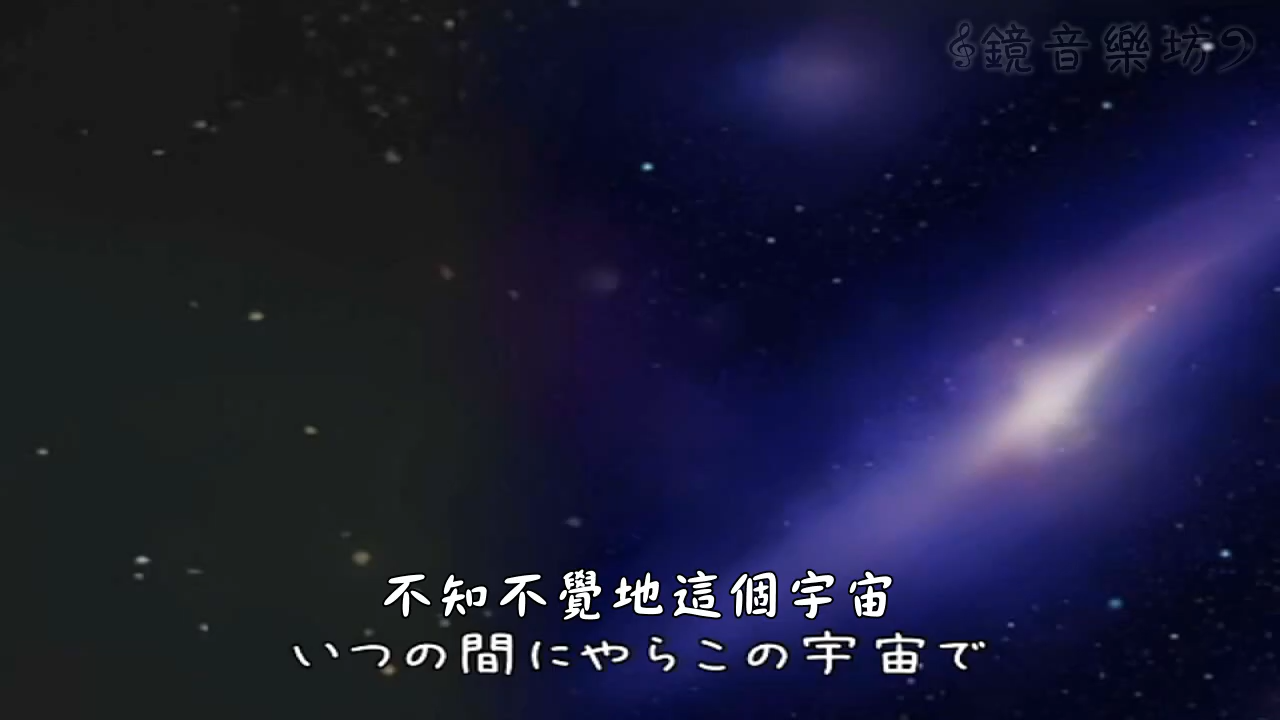 鏡音樂坊
不知不覺地這個宇宙
いつの間にやらこの宇宙で